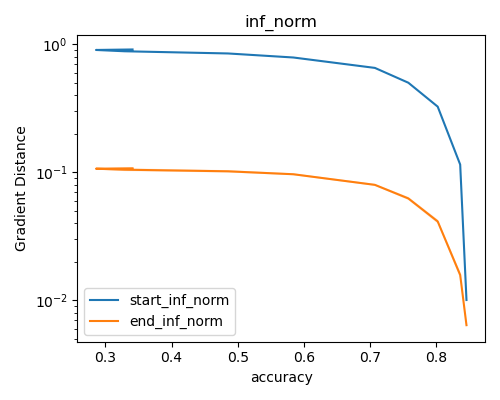 inf_norm
Gradient Distance
10⁰
10⁻¹
10⁻²
start_inf_norm
end_inf_norm
0.3 0.4 0.5 0.6 0.7 0.8
accuracy